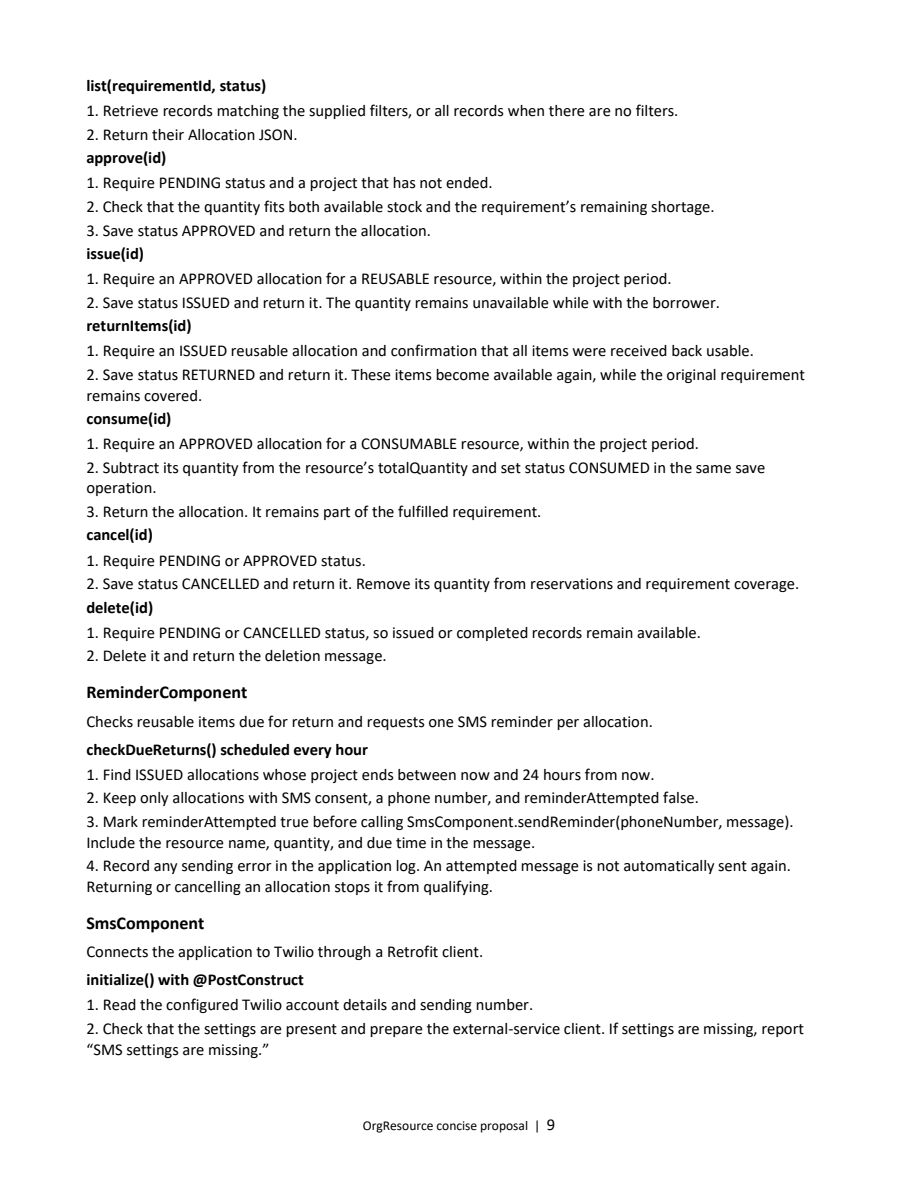 list(requirementId, status)
1. Retrieve records matching the supplied filters, or all records when there are no filters.
2. Return their Allocation JSON.
approve(id)
1. Require PENDING status and a project that has not ended.
2. Check that the quantity fits both available stock and the requirement’s remaining shortage.
3. Save status APPROVED and return the allocation.
issue(id)
1. Require an APPROVED allocation for a REUSABLE resource, within the project period.
2. Save status ISSUED and return it. The quantity remains unavailable while with the borrower.
returnItems(id)
1. Require an ISSUED reusable allocation and confirmation that all items were received back usable.
2. Save status RETURNED and return it. These items become available again, while the original requirement
remains covered.
consume(id)
1. Require an APPROVED allocation for a CONSUMABLE resource, within the project period.
2. Subtract its quantity from the resource’s totalQuantity and set status CONSUMED in the same save
operation.
3. Return the allocation. It remains part of the fulfilled requirement.
cancel(id)
1. Require PENDING or APPROVED status.
2. Save status CANCELLED and return it. Remove its quantity from reservations and requirement coverage.
delete(id)
1. Require PENDING or CANCELLED status, so issued or completed records remain available.
2. Delete it and return the deletion message.
ReminderComponent
Checks reusable items due for return and requests one SMS reminder per allocation.
checkDueReturns() scheduled every hour
1. Find ISSUED allocations whose project ends between now and 24 hours from now.
2. Keep only allocations with SMS consent, a phone number, and reminderAttempted false.
3. Mark reminderAttempted true before calling SmsComponent.sendReminder(phoneNumber, message).
Include the resource name, quantity, and due time in the message.
4. Record any sending error in the application log. An attempted message is not automatically sent again.
Returning or cancelling an allocation stops it from qualifying.
SmsComponent
Connects the application to Twilio through a Retrofit client.
initialize() with @PostConstruct
1. Read the configured Twilio account details and sending number.
2. Check that the settings are present and prepare the external-service client. If settings are missing, report
“SMS settings are missing.”
OrgResource concise proposal | 9